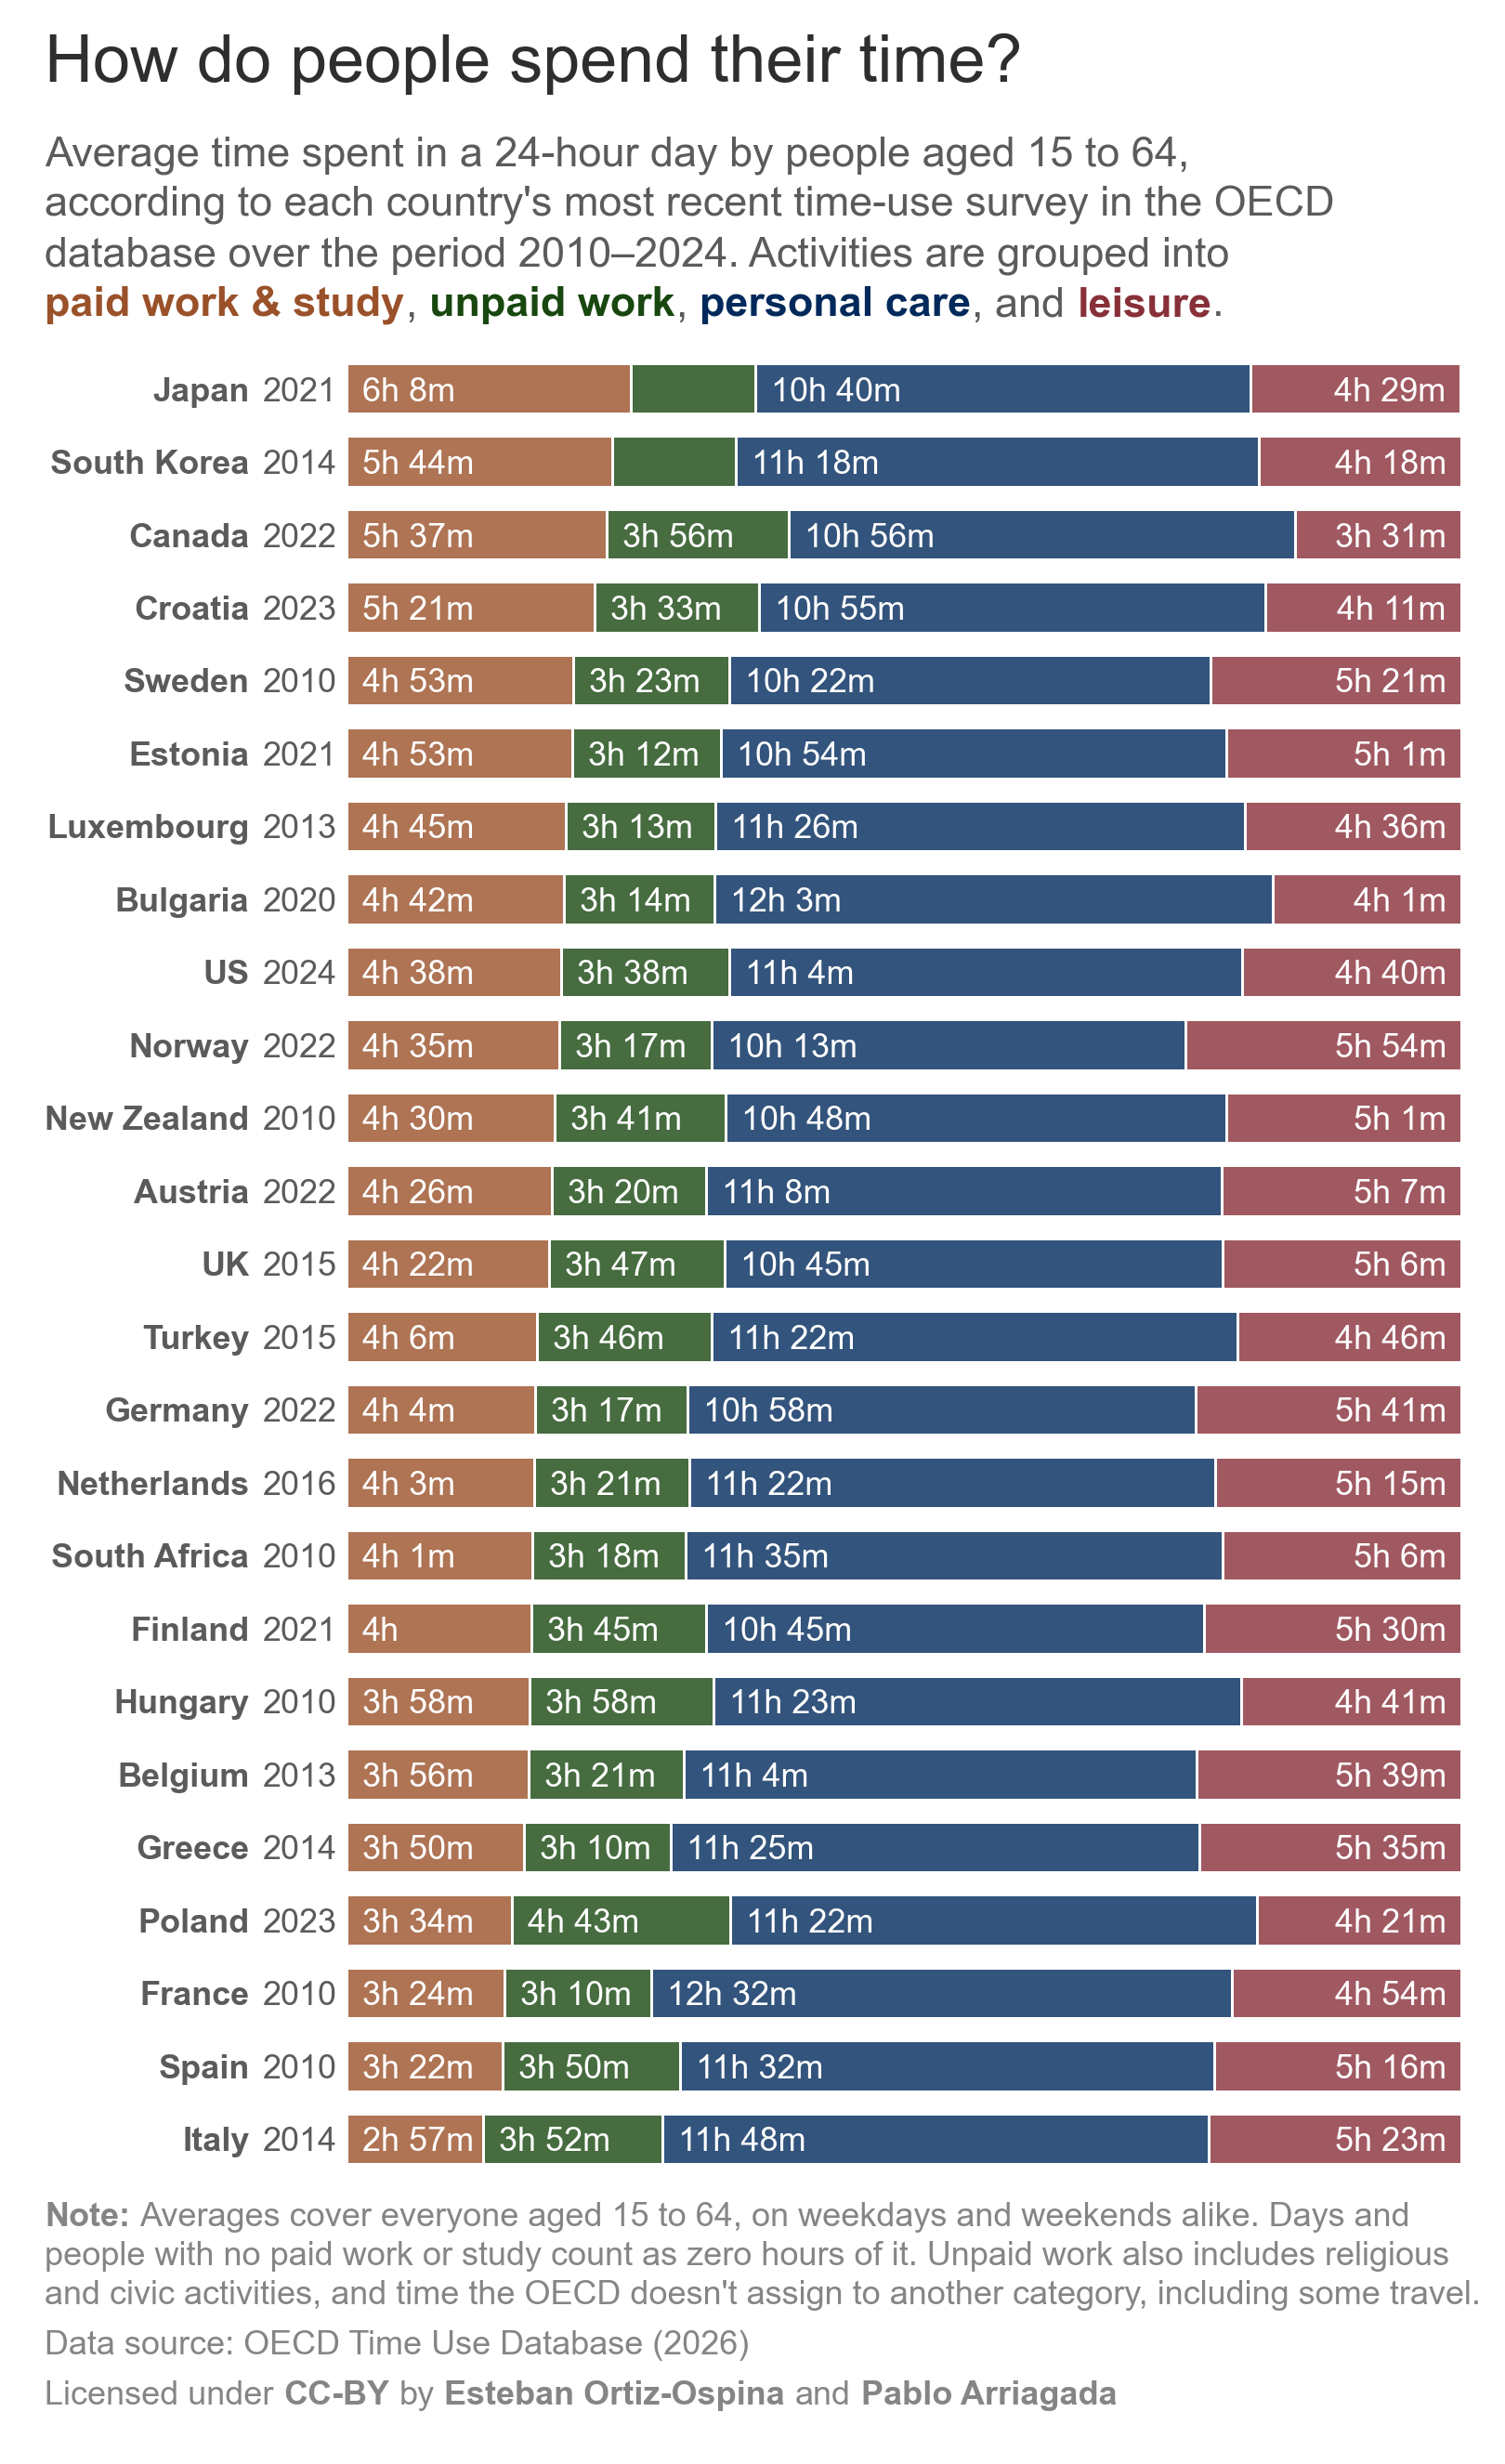 How do people spend their time?
Average time spent in a 24-hour day by people aged 15 to 64,
according to each country's most recent time-use survey in the OECD
database over the period 2010–2024. Activities are grouped into
paid work & study, unpaid work, personal care, and leisure.
Japan 2021 6h 8m 10h 40m 4h 29m
South Korea 2014 5h 44m 11h 18m 4h 18m
Canada 2022 5h 37m 3h 56m 10h 56m 3h 31m
Croatia 2023 5h 21m 3h 33m 10h 55m 4h 11m
Sweden 2010 4h 53m 3h 23m 10h 22m 5h 21m
Estonia 2021 4h 53m 3h 12m 10h 54m 5h 1m
Luxembourg 2013 4h 45m 3h 13m 11h 26m 4h 36m
Bulgaria 2020 4h 42m 3h 14m 12h 3m 4h 1m
US 2024 4h 38m 3h 38m 11h 4m 4h 40m
Norway 2022 4h 35m 3h 17m 10h 13m 5h 54m
New Zealand 2010 4h 30m 3h 41m 10h 48m 5h 1m
Austria 2022 4h 26m 3h 20m 11h 8m 5h 7m
UK 2015 4h 22m 3h 47m 10h 45m 5h 6m
Turkey 2015 4h 6m 3h 46m 11h 22m 4h 46m
Germany 2022 4h 4m 3h 17m 10h 58m 5h 41m
Netherlands 2016 4h 3m 3h 21m 11h 22m 5h 15m
South Africa 2010 4h 1m 3h 18m 11h 35m 5h 6m
Finland 2021 4h 3h 45m 10h 45m 5h 30m
Hungary 2010 3h 58m 3h 58m 11h 23m 4h 41m
Belgium 2013 3h 56m 3h 21m 11h 4m 5h 39m
Greece 2014 3h 50m 3h 10m 11h 25m 5h 35m
Poland 2023 3h 34m 4h 43m 11h 22m 4h 21m
France 2010 3h 24m 3h 10m 12h 32m 4h 54m
Spain 2010 3h 22m 3h 50m 11h 32m 5h 16m
Italy 2014 2h 57m 3h 52m 11h 48m 5h 23m
Note: Averages cover everyone aged 15 to 64, on weekdays and weekends alike. Days and
people with no paid work or study count as zero hours of it. Unpaid work also includes religious
and civic activities, and time the OECD doesn't assign to another category, including some travel.
Data source: OECD Time Use Database (2026)
Licensed under CC-BY by Esteban Ortiz-Ospina and Pablo Arriagada